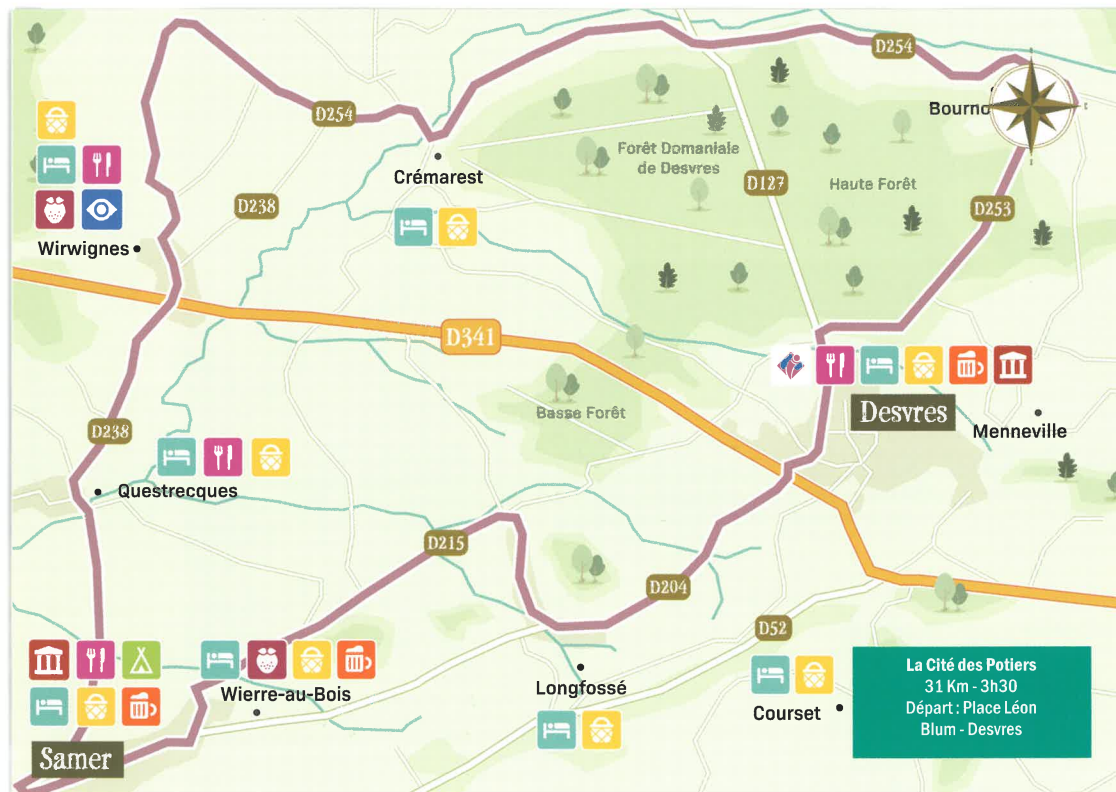 D254
D254
Bourno
Forêt Domaniale
de Desvres
Crémarest
D127
Haute Forêt
D238
D253
Wirwignes
D341
Basse Forêt
Desvres
Menneville
D238
Questrecques
D215
D204
D52
Wierre-au-Bois
Longfossé
Courset
Samer
La Cité des Potiers
31 Km - 3h30
Départ : Place Léon
Blum - Desvres